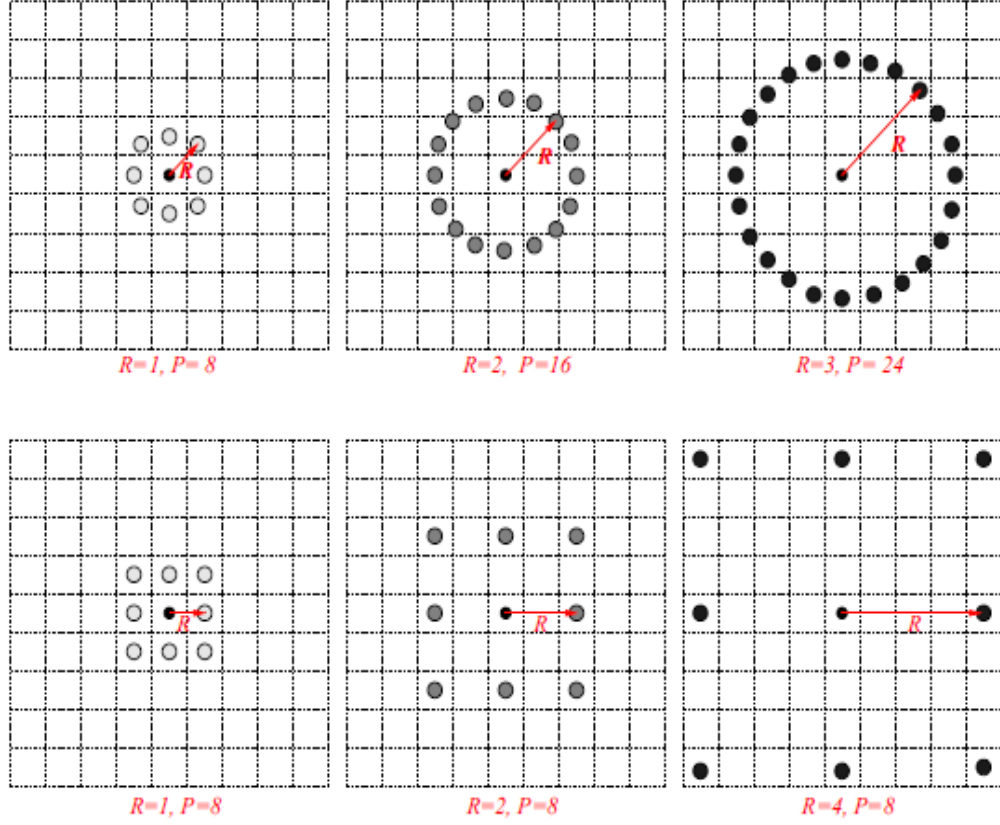 R
R
R
R=1, P= 8
R=2, P=16
R=3, P= 24
R
R
R
R=1, P=8
R=2, P=8
R=4, P=8